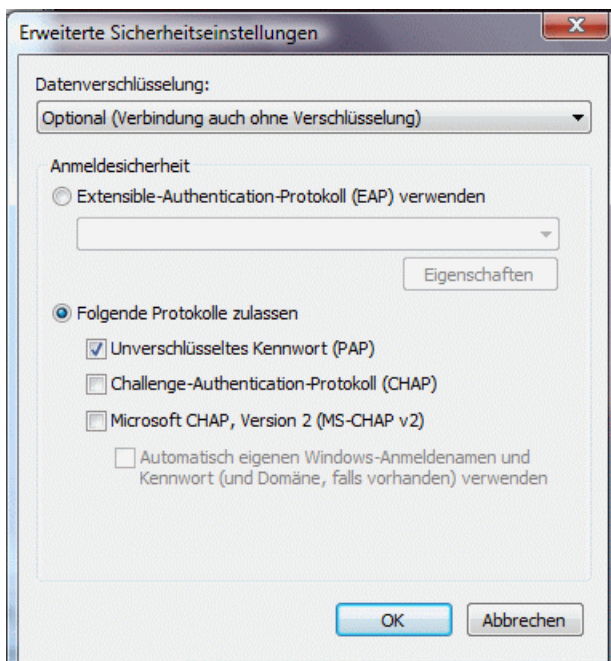 Erweiterte Sicherheitseinstellungen
Datenverschlüsselung:
Optional (Verbindung auch ohne Verschlüsselung)
Anmeldesicherheit
Extensible-Authentication-Protokoll (EAP) verwenden
Eigenschaften
Folgende Protokolle zulassen
Unverschlüsseltes Kennwort (PAP)
Challenge-Authentication-Protokoll (CHAP)
Microsoft CHAP, Version 2 (MS-CHAP v2)
Automatisch eigenen Windows-Anmeldenamen und
Kennwort (und Domäne, falls vorhanden) verwenden
OK Abbrechen